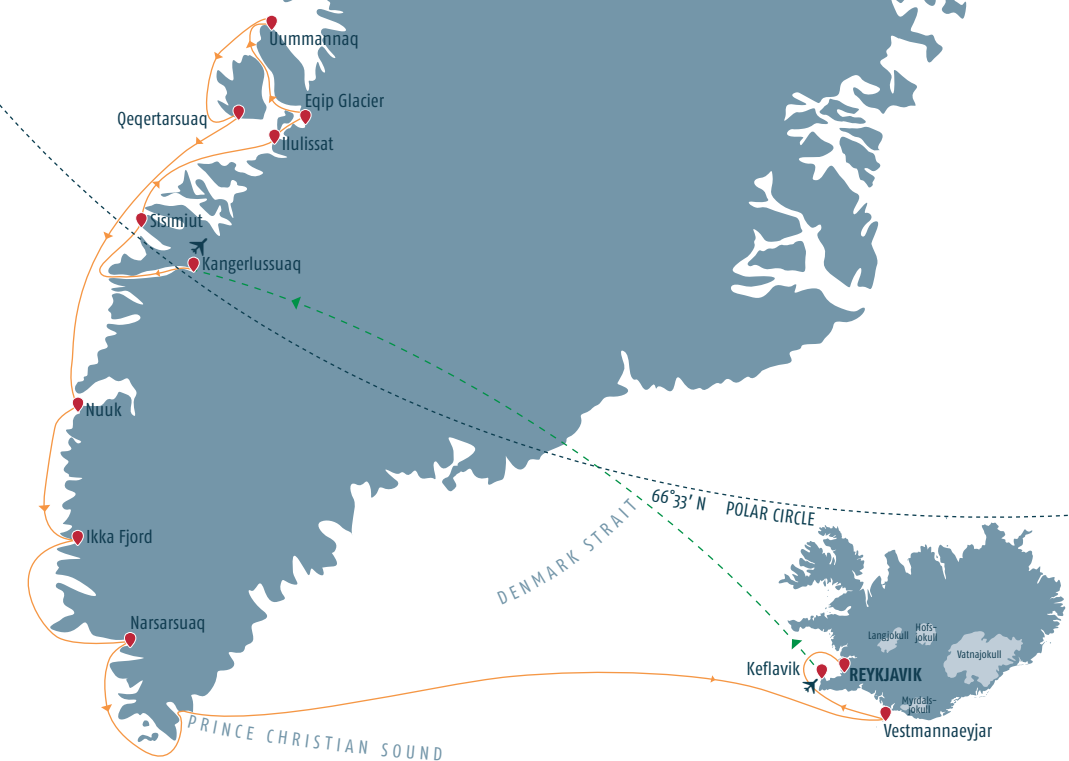 Uummannaq
Eqip Glacier
Qeqertarsuaq
Ilulissat
Sisimiut
Kangerlussuaq
Nuuk
66°33' N POLAR CIRCLE
DENMARK STRAIT
Ikka Fjord
Narsarsuaq
Langjokull
Hofs-
jokull
Vatnajokull
Keflavik
REYKJAVIK
Myrdals-
jokull
PRINCE CHRISTIAN SOUND
Vestmannaeyjar